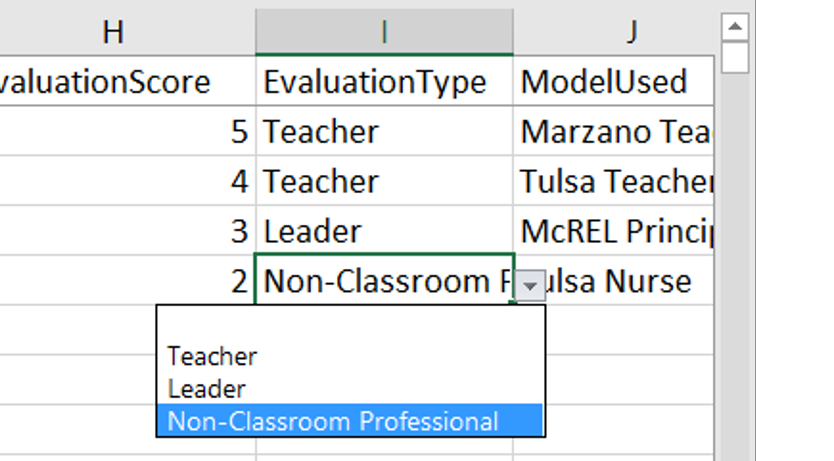 H I J
valuationScore EvaluationType ModelUsed
5 Teacher Marzano Tea
4 Teacher Tulsa Teacher
3 Leader McREL Princip
2 Non-Classroom P ulsa Nurse
Teacher
Leader
Non-Classroom Professional